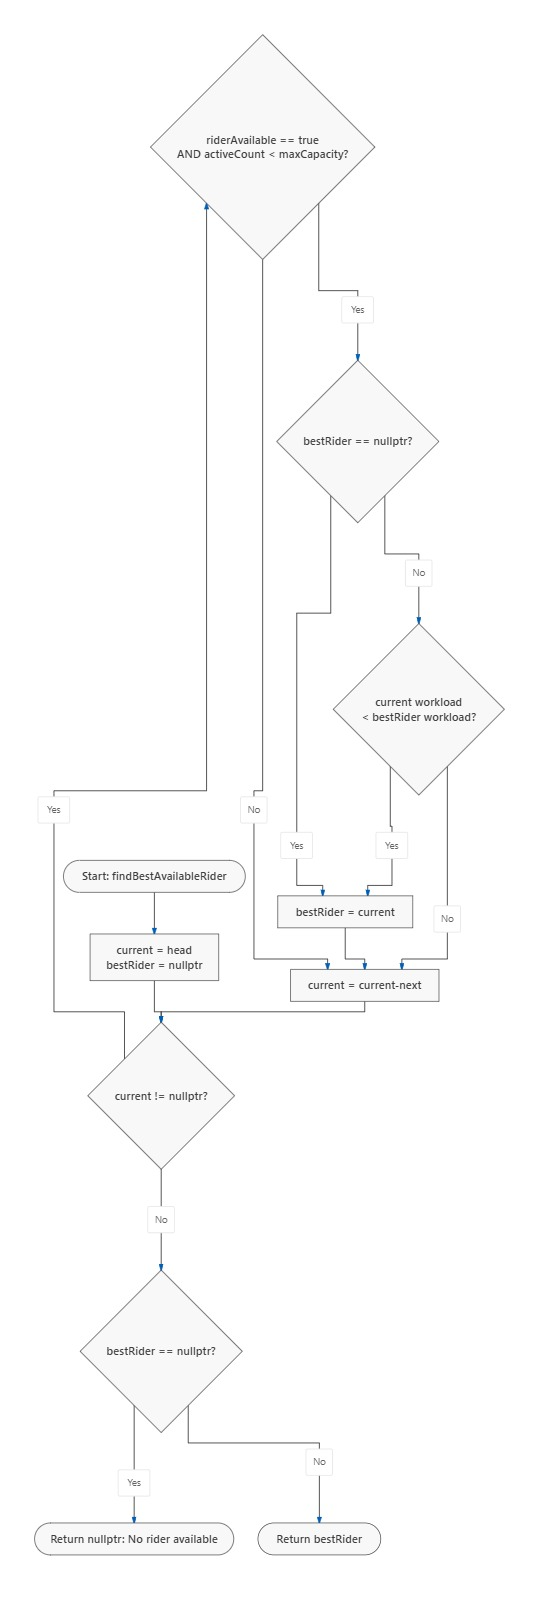 riderAvailable == true
AND activeCount < maxCapacity?
Yes
bestRider == nullptr?
No
current workload
< bestRider workload?
Yes
No
Yes
Yes
Start: findBestAvailableRider
bestRider = current
No
current = head
bestRider = nullptr
current = current-next
current != nullptr?
No
bestRider == nullptr?
No
Yes
Return nullptr: No rider available
Return bestRider